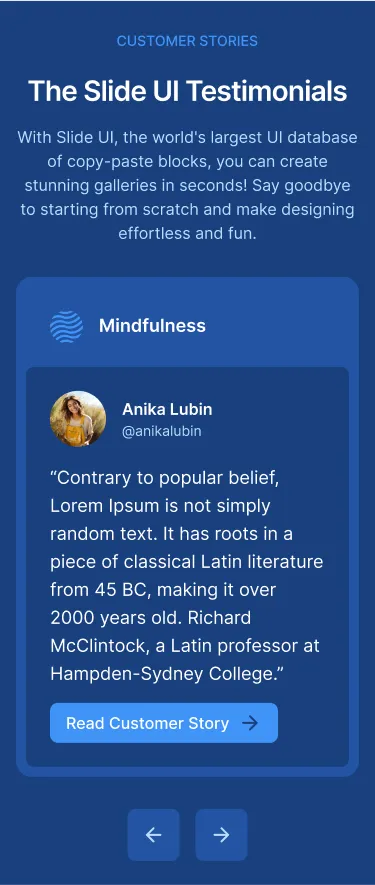 CUSTOMER STORIES
The Slide UI Testimonials
With Slide UI, the world's largest UI database
of copy-paste blocks, you can create
stunning galleries in seconds! Say goodbye
to starting from scratch and make designing
effortless and fun.
Mindfulness
Anika Lubin
@anikalubin
“Contrary to popular belief,
Lorem Ipsum is not simply
random text. It has roots in a
piece of classical Latin literature
from 45 BC, making it over
2000 years old. Richard
McClintock, a Latin professor at
Hampden-Sydney College.”
Read Customer Story